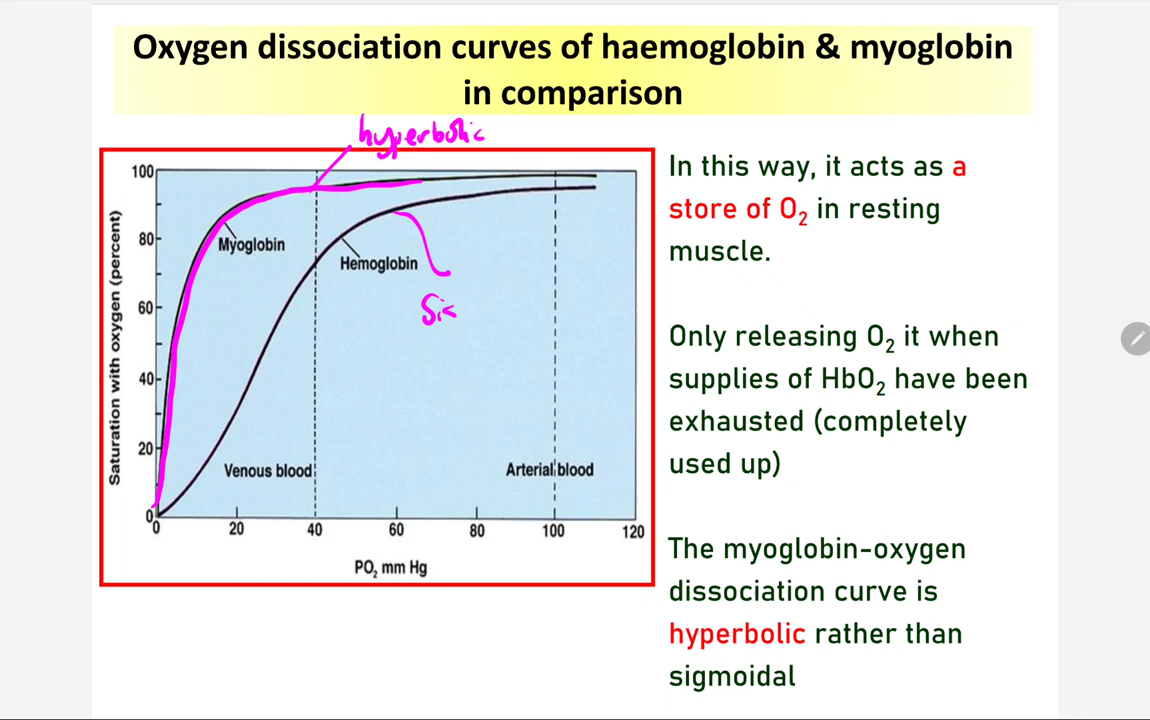 Oxygen dissociation curves of haemoglobin & myoglobin
in comparison
hyperbolic
100
80
60
40
20
0
Saturation with oxygen (percent)
Myoglobin
Hemoglobin
Sig
Venous blood
Arterial blood
0 20 40 60 80 100 120
PO₂ mm Hg
In this way, it acts as a
store of O₂ in resting
muscle.
Only releasing O₂ it when
supplies of HbO₂ have been
exhausted (completely
used up)
The myoglobin-oxygen
dissociation curve is
hyperbolic rather than
sigmoidal